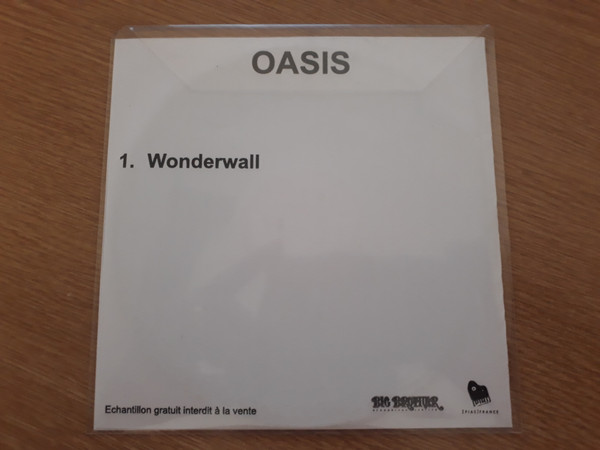 OASIS
1. Wonderwall
Echantillon gratuit interdit à la vente
BIG BROTHER